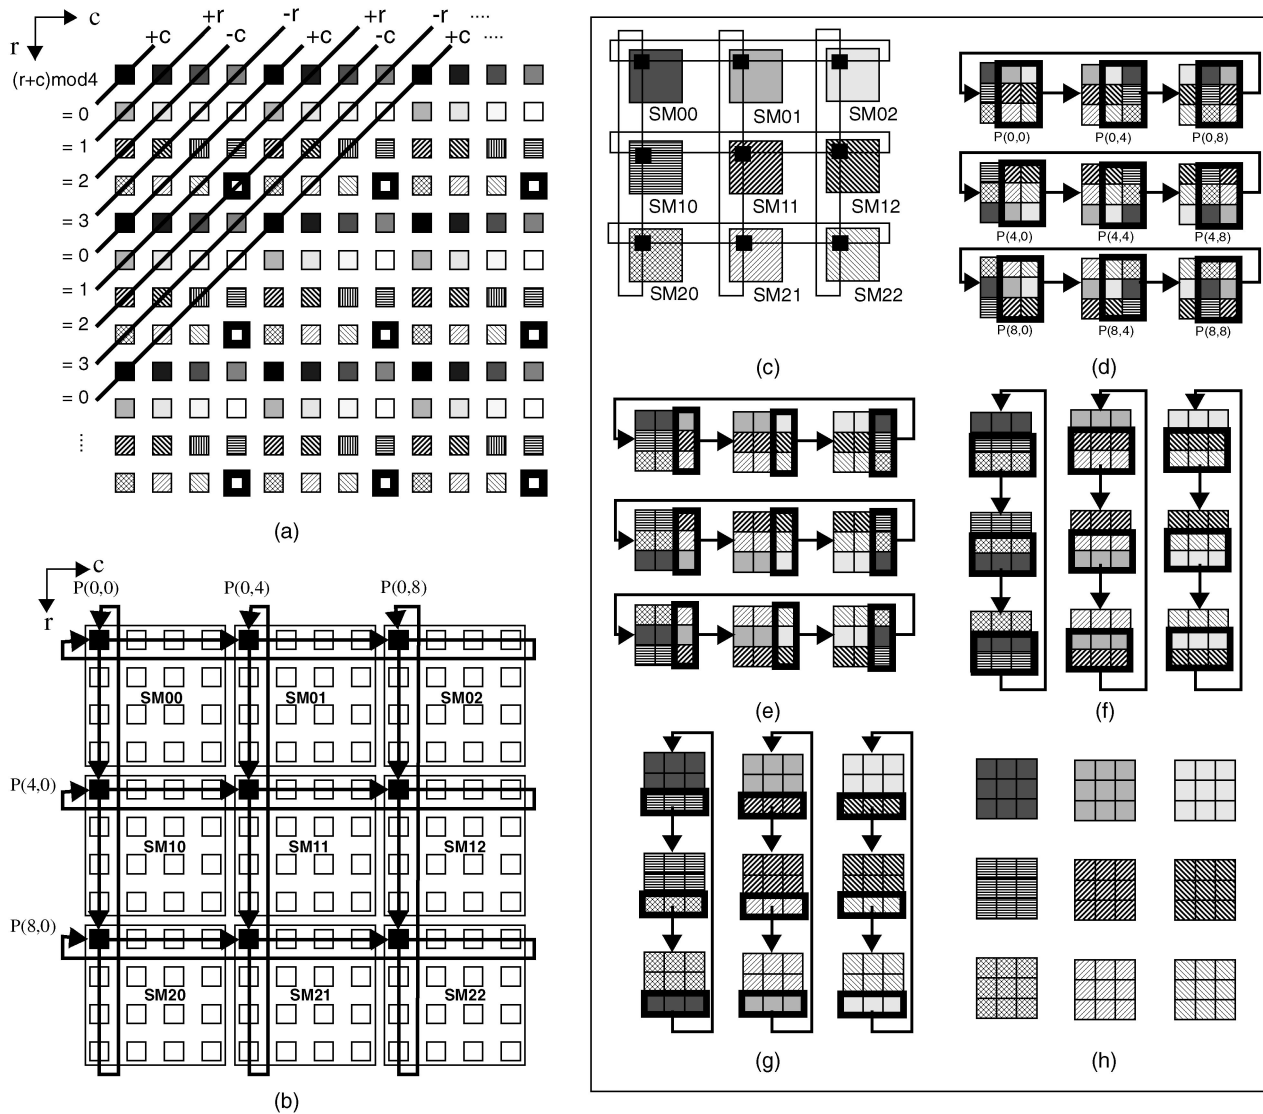 c
r
+r
-r
+r
-r
....
+c
-c
+c
-c
+c
....
(r+c)mod4
= 0
= 1
= 2
= 3
= 0
= 1
= 2
= 3
= 0
....
(a)
c
r
P(0,0)
P(0,4)
P(0,8)
SM00
SM01
SM02
P(4,0)
SM10
SM11
SM12
P(8,0)
SM20
SM21
SM22
(b)
SM00
SM01
SM02
SM10
SM11
SM12
SM20
SM21
SM22
(c)
P(0,0)
P(0,4)
P(0,8)
P(4,0)
P(4,4)
P(4,8)
P(8,0)
P(8,4)
P(8,8)
(d)
(e)
(f)
(g)
(h)